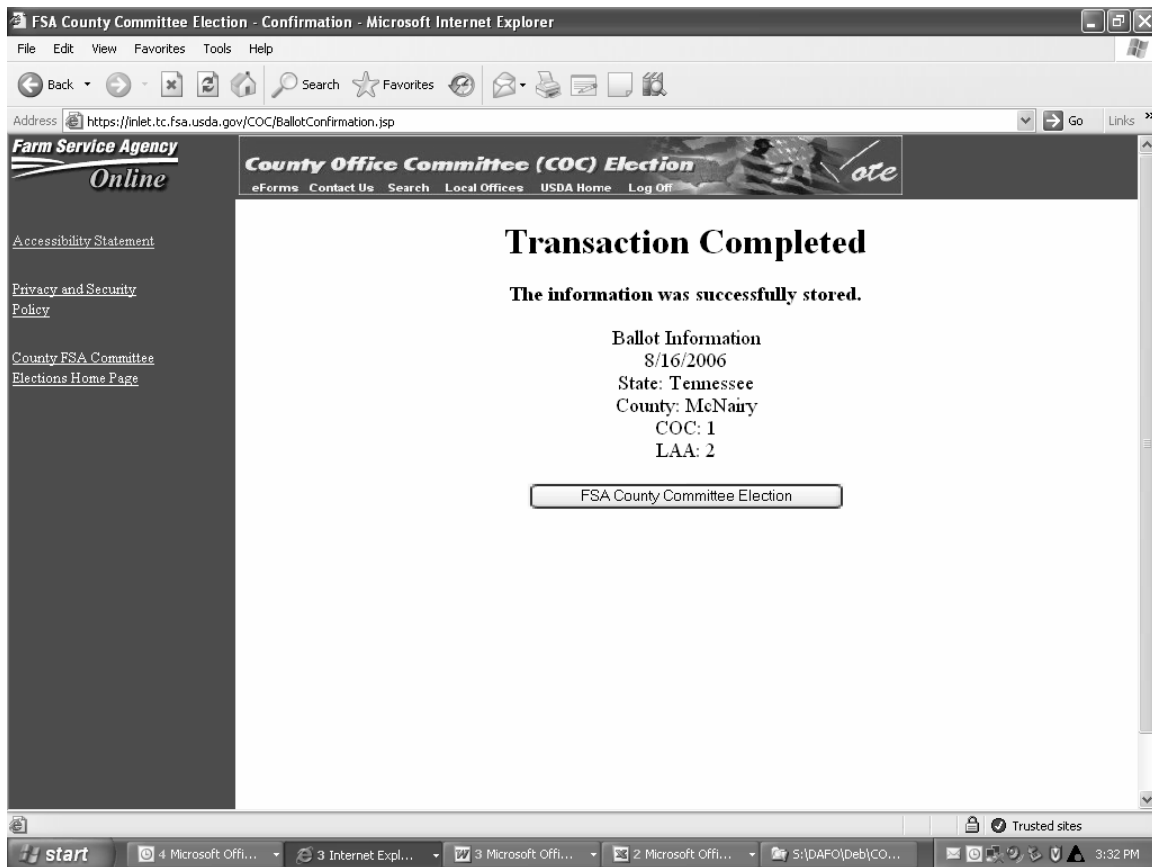 FSA County Committee Election - Confirmation - Microsoft Internet Explorer
File Edit View Favorites Tools Help
Back Search Favorites
Address https://inlet.tc.fsa.usda.gov/COC/BallotConfirmation.jsp Go Links »
Farm Service Agency
Online
County Office Committee (COC) Election
Vote
eForms Contact Us Search Local Offices USDA Home Log Off
Accessibility Statement
Privacy and Security
Policy
County FSA Committee
Elections Home Page
Transaction Completed
The information was successfully stored.
Ballot Information
8/16/2006
State: Tennessee
County: McNairy
COC: 1
LAA: 2
FSA County Committee Election
Trusted sites
start 4 Microsoft Offi... 3 Internet Expl... 3 Microsoft Offi... 2 Microsoft Offi... S:\DAFO\Deb\CO... 3:32 PM